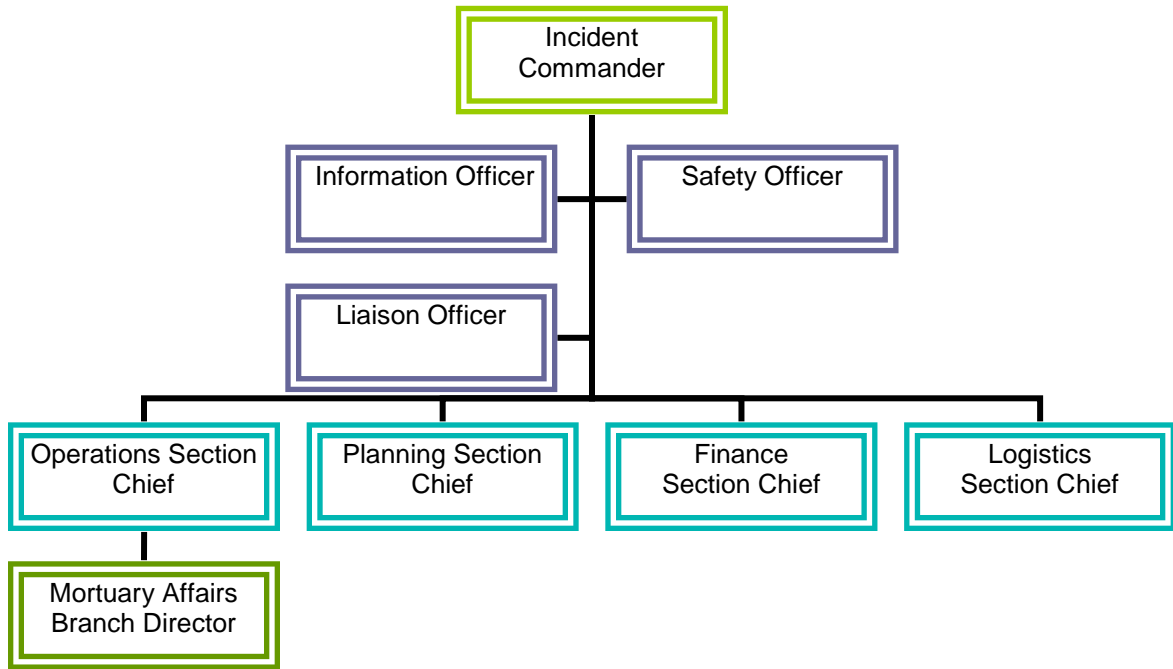 Incident
Commander
Information Officer
Safety Officer
Liaison Officer
Operations Section
Chief
Planning Section
Chief
Finance
Section Chief
Logistics
Section Chief
Mortuary Affairs
Branch Director